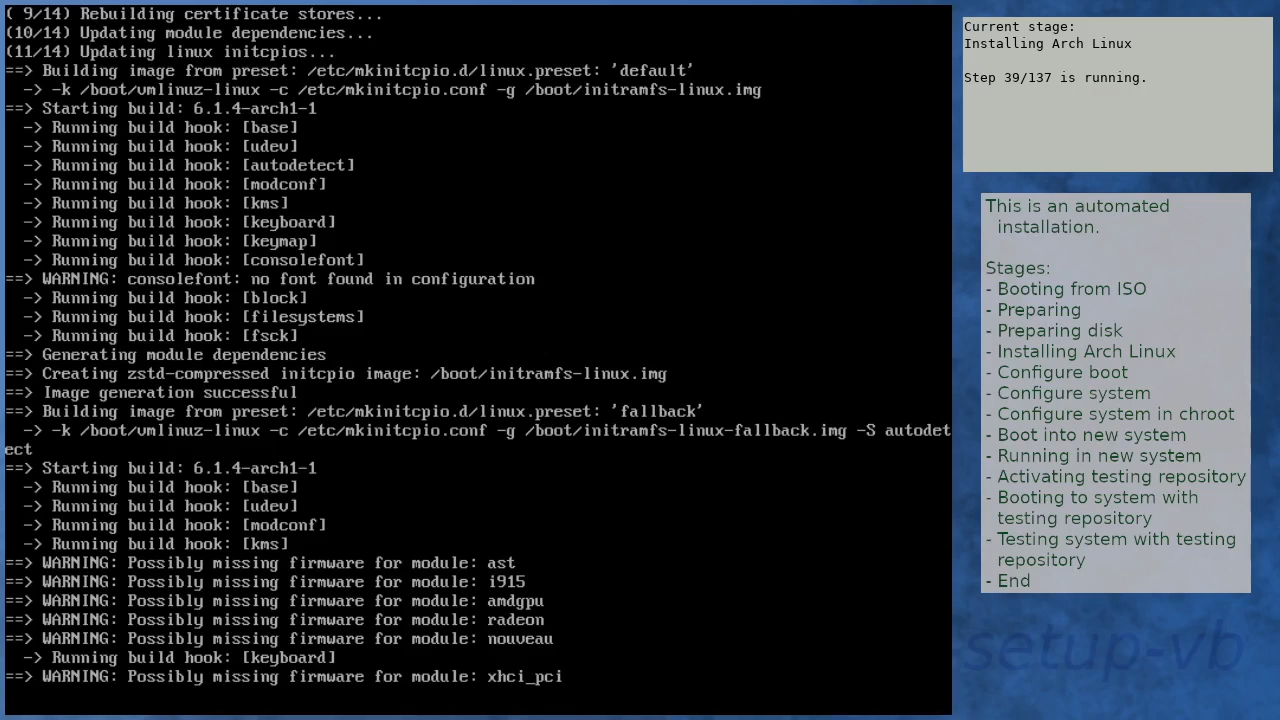 ( 9/14) Rebuilding certificate stores...
(10/14) Updating module dependencies...
(11/14) Updating linux initcpios...
==> Building image from preset: /etc/mkinitcpio.d/linux.preset: 'default'
  -> -k /boot/vmlinuz-linux -c /etc/mkinitcpio.conf -g /boot/initramfs-linux.img
==> Starting build: 6.1.4-arch1-1
  -> Running build hook: [base]
  -> Running build hook: [udev]
  -> Running build hook: [autodetect]
  -> Running build hook: [modconf]
  -> Running build hook: [kms]
  -> Running build hook: [keyboard]
  -> Running build hook: [keymap]
  -> Running build hook: [consolefont]
==> WARNING: consolefont: no font found in configuration
  -> Running build hook: [block]
  -> Running build hook: [filesystems]
  -> Running build hook: [fsck]
==> Generating module dependencies
==> Creating zstd-compressed initcpio image: /boot/initramfs-linux.img
==> Image generation successful
==> Building image from preset: /etc/mkinitcpio.d/linux.preset: 'fallback'
  -> -k /boot/vmlinuz-linux -c /etc/mkinitcpio.conf -g /boot/initramfs-linux-fallback.img -S autodet
ect
==> Starting build: 6.1.4-arch1-1
  -> Running build hook: [base]
  -> Running build hook: [udev]
  -> Running build hook: [modconf]
  -> Running build hook: [kms]
==> WARNING: Possibly missing firmware for module: ast
==> WARNING: Possibly missing firmware for module: i915
==> WARNING: Possibly missing firmware for module: amdgpu
==> WARNING: Possibly missing firmware for module: radeon
==> WARNING: Possibly missing firmware for module: nouveau
  -> Running build hook: [keyboard]
==> WARNING: Possibly missing firmware for module: xhci_pci
Current stage:
Installing Arch Linux
Step 39/137 is running.
This is an automated
installation.
Stages:
- Booting from ISO
- Preparing
- Preparing disk
- Installing Arch Linux
- Configure boot
- Configure system
- Configure system in chroot
- Boot into new system
- Running in new system
- Activating testing repository
- Booting to system with
testing repository
- Testing system with testing
repository
- End
setup-vb